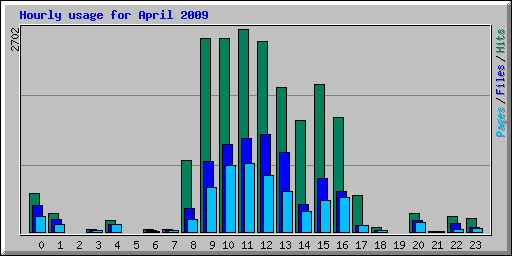 Hourly usage for April 2009
2702
Pages / Files / Hits
0 1 2 3 4 5 6 7 8 9 10 11 12 13 14 15 16 17 18 19 20 21 22 23